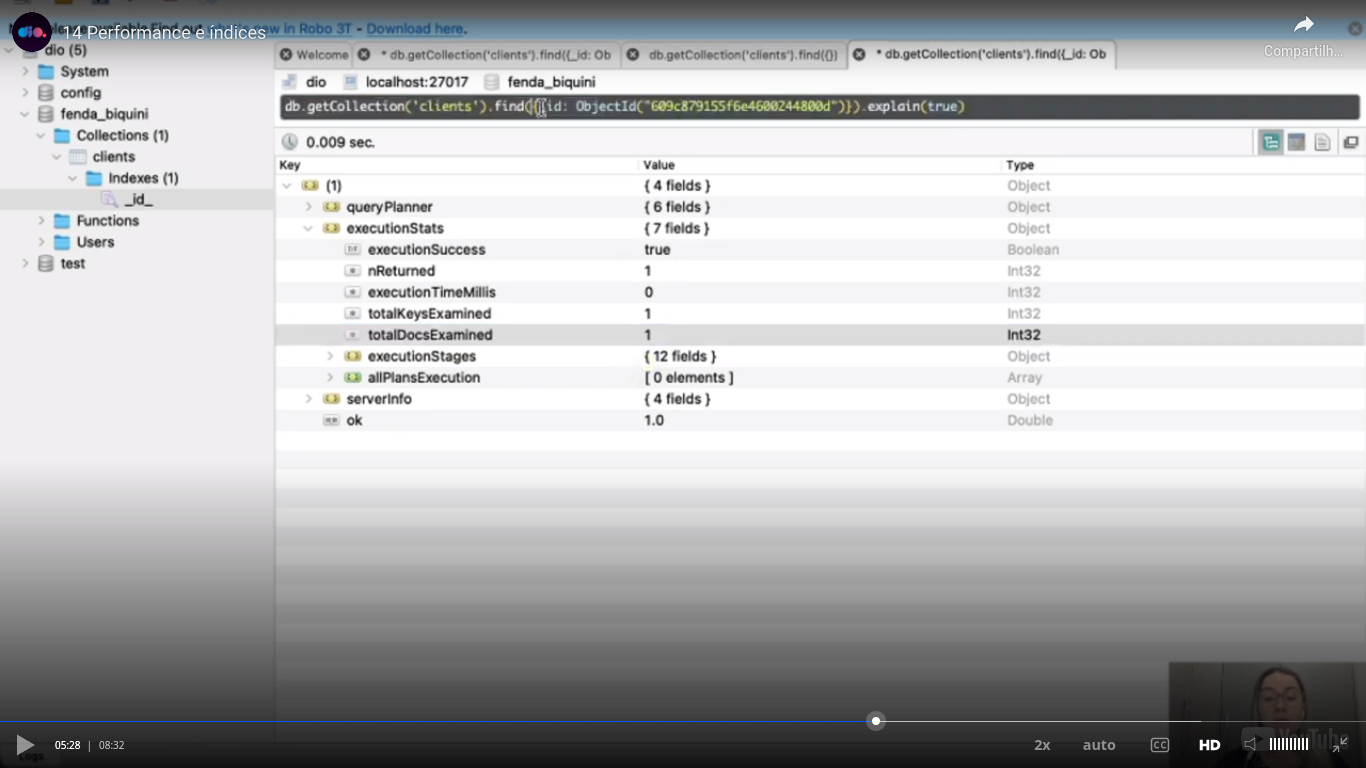 dio.
14 Performance e índices
new in Robo 3T - Download here.
Compartilh...
dio (5)
System
config
fenda_biquini
Collections (1)
clients
Indexes (1)
_id_
Functions
Users
test
Welcome
* db.getCollection('clients').find({_id: Ob
db.getCollection('clients').find({})
* db.getCollection('clients').find({_id: Ob
dio localhost:27017 fenda_biquini
db.getCollection('clients').find({_id: ObjectId("609c879155f6e4600244800d")}).explain(true)
0.009 sec.
Key Value Type
(1) { 4 fields } Object
queryPlanner { 6 fields } Object
executionStats { 7 fields } Object
executionSuccess true Boolean
nReturned 1 Int32
executionTimeMillis 0 Int32
totalKeysExamined 1 Int32
totalDocsExamined 1 Int32
executionStages { 12 fields } Object
allPlansExecution [ 0 elements ] Array
serverInfo { 4 fields } Object
ok 1.0 Double
05:28 | 08:32
2x auto CC HD
YouTube
Logs